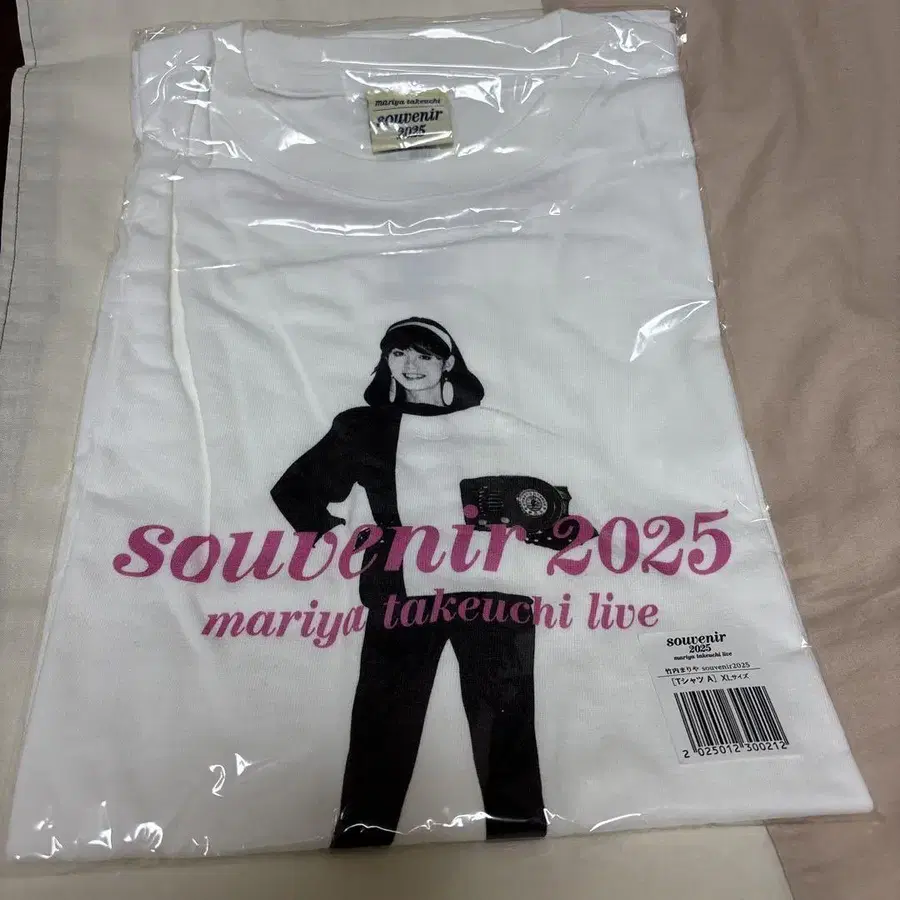 mariya takeuchi
souvenir
2025
souvenir 2025
mariya takeuchi live
souvenir
2025
mariya takeuchi live
竹内まりや souvenir2025
[TシャツA] XLサイズ
2 025012 300212